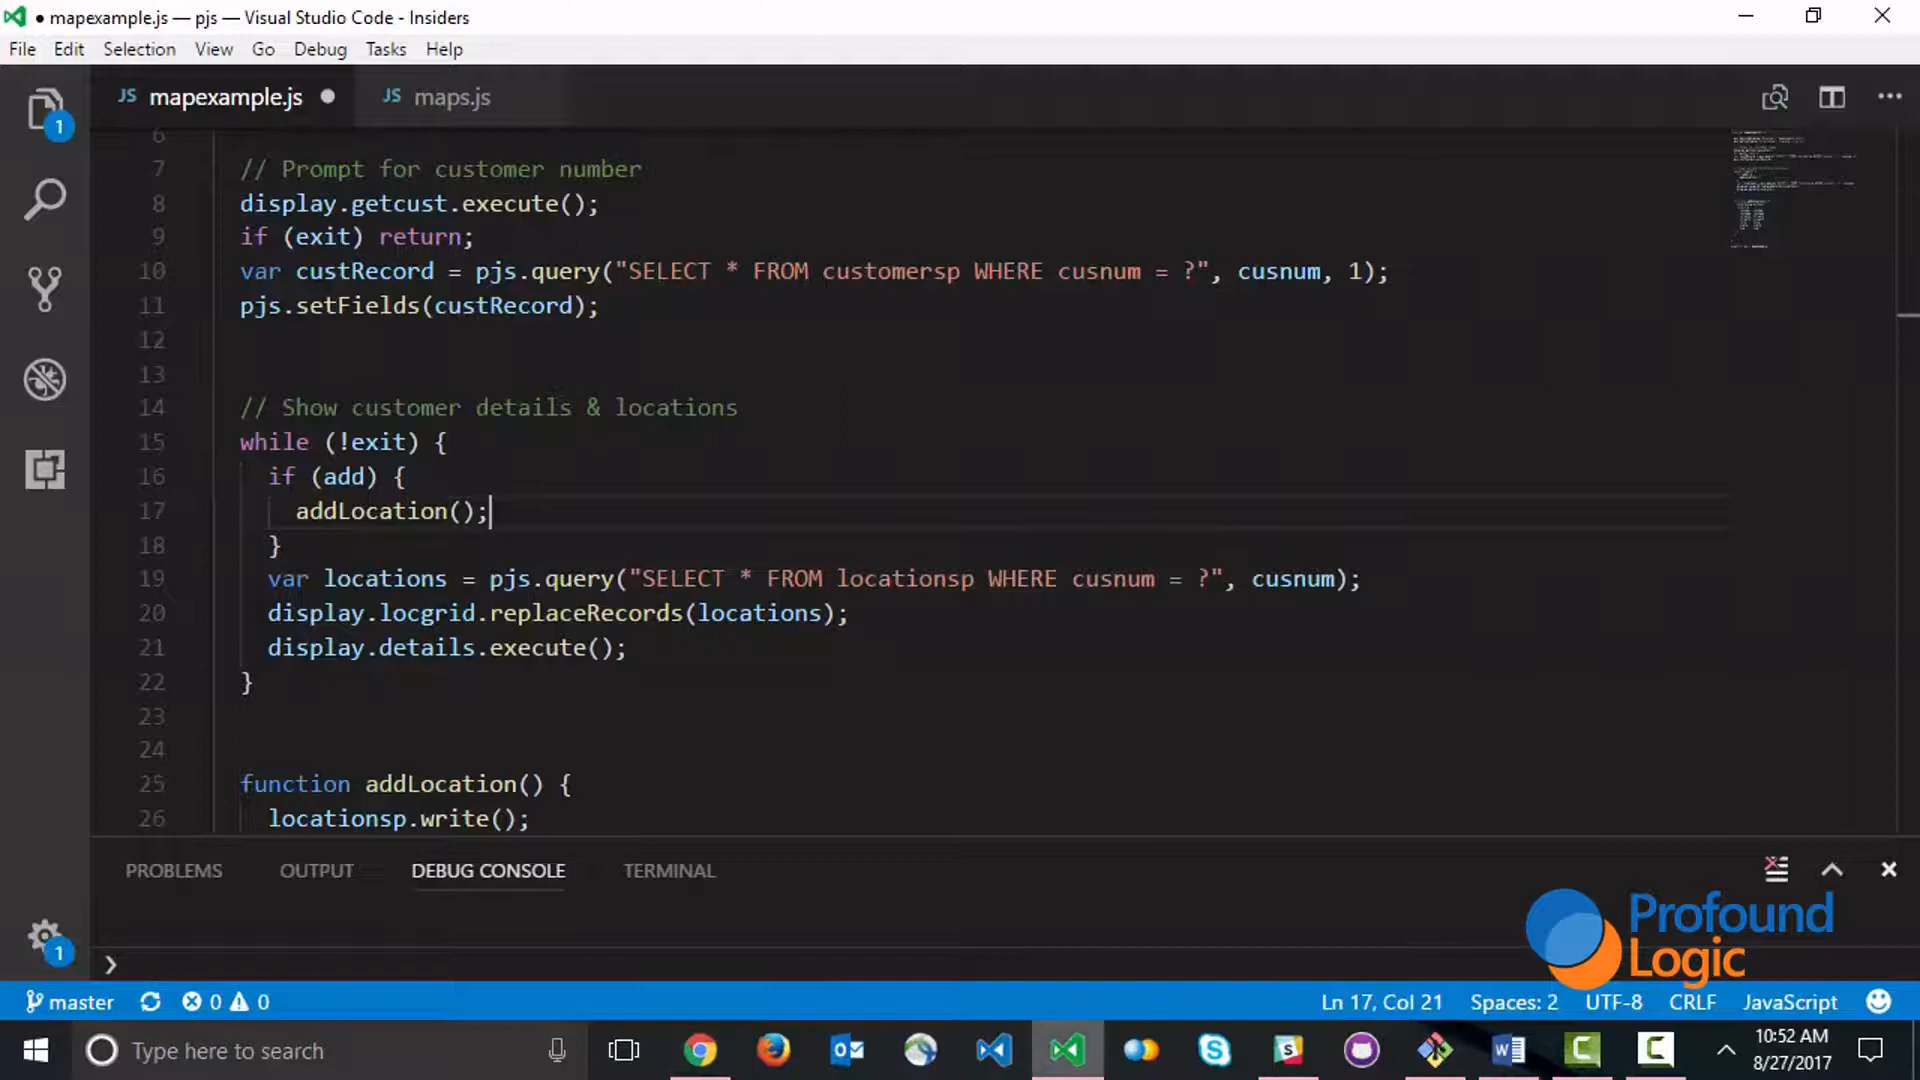 ● mapexample.js — pjs — Visual Studio Code - Insiders
File Edit Selection View Go Debug Tasks Help
JS mapexample.js ● JS maps.js
1
6
7 // Prompt for customer number
8 display.getcust.execute();
9 if (exit) return;
10 var custRecord = pjs.query("SELECT * FROM customersp WHERE cusnum = ?", cusnum, 1);
11 pjs.setFields(custRecord);
12
13
14 // Show customer details & locations
15 while (!exit) {
16 if (add) {
17 addLocation();
18 }
19 var locations = pjs.query("SELECT * FROM locationsp WHERE cusnum = ?", cusnum);
20 display.locgrid.replaceRecords(locations);
21 display.details.execute();
22 }
23
24
25 function addLocation() {
26 locationsp.write();
PROBLEMS OUTPUT DEBUG CONSOLE TERMINAL
Profound
Logic
1
master 0 0 Ln 17, Col 21 Spaces: 2 UTF-8 CRLF JavaScript
Type here to search
10:52 AM
8/27/2017